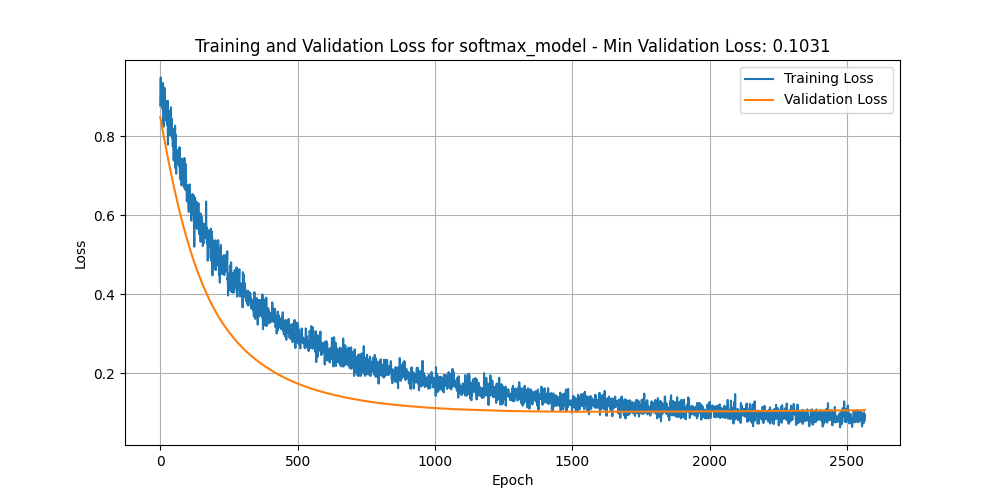 Training and Validation Loss for softmax_model - Min Validation Loss: 0.1031
Training Loss
Validation Loss
0.8
0.6
0.4
0.2
Loss
0
500
1000
1500
2000
2500
Epoch